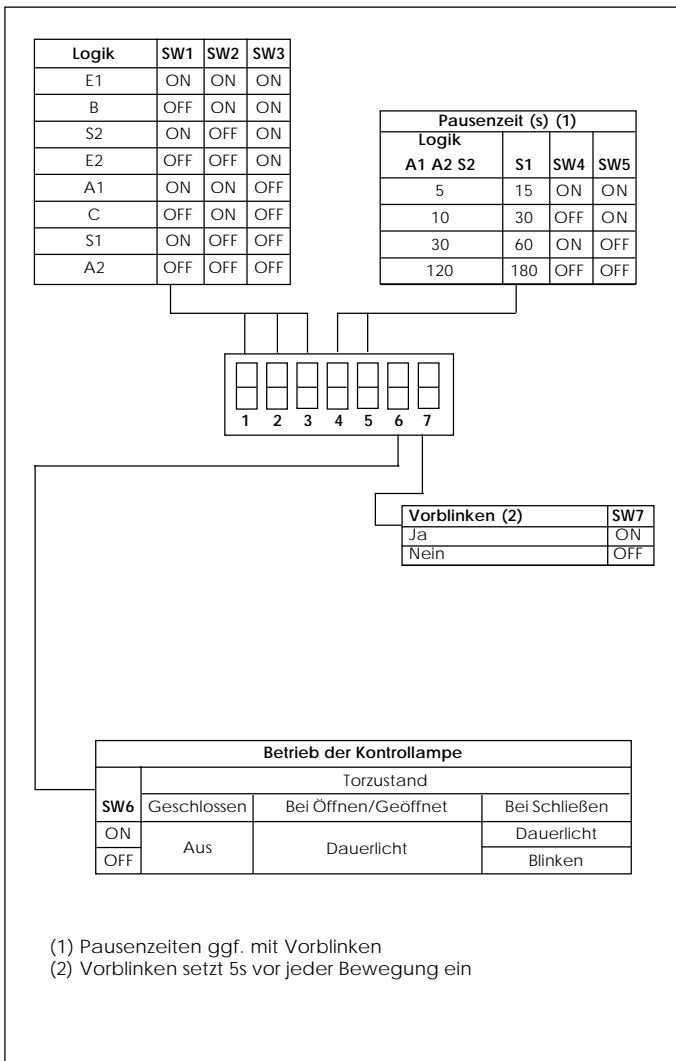 Logik SW1 SW2 SW3
E1 ON ON ON
B OFF ON ON
S2 ON OFF ON
E2 OFF OFF ON
A1 ON ON OFF
C OFF ON OFF
S1 ON OFF OFF
A2 OFF OFF OFF
Pausenzeit (s) (1)
Logik
A1 A2 S2 S1 SW4 SW5
5 15 ON ON
10 30 OFF ON
30 60 ON OFF
120 180 OFF OFF
1 2 3 4 5 6 7
Vorblinken (2) SW7
Ja ON
Nein OFF
Betrieb der Kontrollampe
Torzustand
SW6 Geschlossen Bei Öffnen/Geöffnet Bei Schließen
ON Aus Dauerlicht Dauerlicht
OFF Blinken
(1) Pausenzeiten ggf. mit Vorblinken
(2) Vorblinken setzt 5s vor jeder Bewegung ein